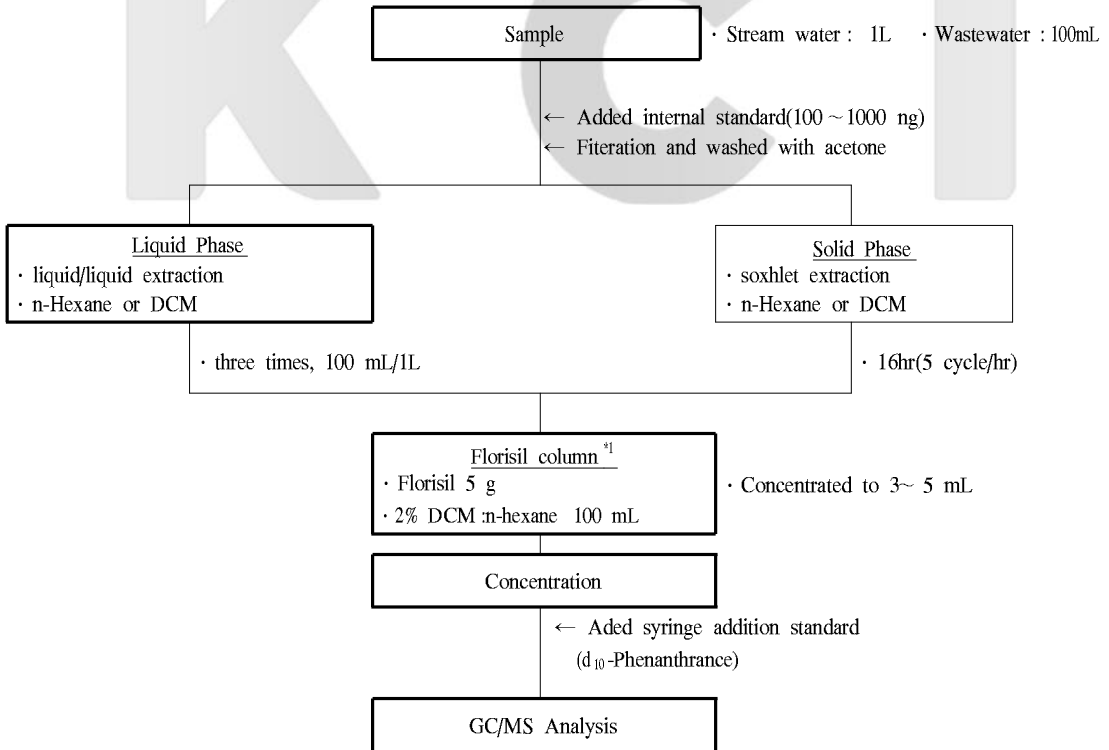 KCI
Sample
· Stream water : 1L · Wastewater : 100mL
← Added internal standard(100～1000 ng)
← Fiteration and washed with acetone
Liquid Phase
· liquid/liquid extraction
· n-Hexane or DCM
Solid Phase
· soxhlet extraction
· n-Hexane or DCM
· three times, 100 mL/1L
· 16hr(5 cycle/hr)
Florisil column *1
· Florisil 5 g
· 2% DCM :n-hexane 100 mL
· Concentrated to 3～ 5 mL
Concentration
← Aded syringe addition standard
(d10-Phenanthrance)
GC/MS Analysis